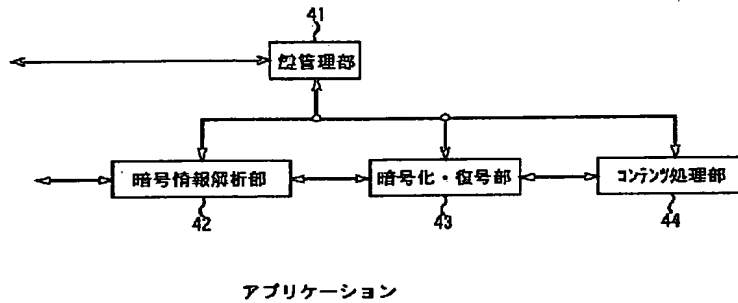 41
鍵管理部
暗号情報解析部
暗号化・復号部
コンテンツ処理部
42
43
44
アプリケーション